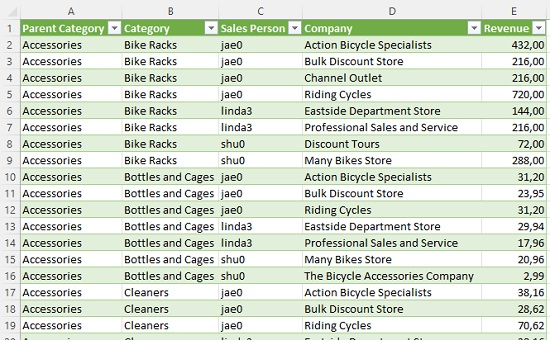 A B C D E
1 Parent Category Category Sales Person Company Revenue
2 Accessories Bike Racks jae0 Action Bicycle Specialists 432,00
3 Accessories Bike Racks jae0 Bulk Discount Store 216,00
4 Accessories Bike Racks jae0 Channel Outlet 216,00
5 Accessories Bike Racks jae0 Riding Cycles 720,00
6 Accessories Bike Racks linda3 Eastside Department Store 144,00
7 Accessories Bike Racks linda3 Professional Sales and Service 216,00
8 Accessories Bike Racks shu0 Discount Tours 72,00
9 Accessories Bike Racks shu0 Many Bikes Store 288,00
10 Accessories Bottles and Cages jae0 Action Bicycle Specialists 31,20
11 Accessories Bottles and Cages jae0 Bulk Discount Store 23,95
12 Accessories Bottles and Cages jae0 Riding Cycles 31,20
13 Accessories Bottles and Cages linda3 Eastside Department Store 29,94
14 Accessories Bottles and Cages linda3 Professional Sales and Service 17,96
15 Accessories Bottles and Cages shu0 Many Bikes Store 20,96
16 Accessories Bottles and Cages shu0 The Bicycle Accessories Company 2,99
17 Accessories Cleaners jae0 Action Bicycle Specialists 38,16
18 Accessories Cleaners jae0 Bulk Discount Store 28,62
19 Accessories Cleaners jae0 Riding Cycles 70,62